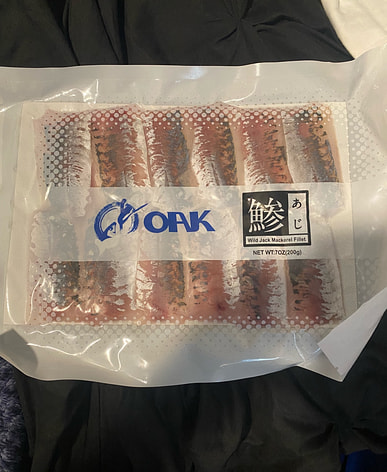 OAK
鯵
あじ
Wild Jack Mackerel Fillet
NET WT.7OZ(200g)